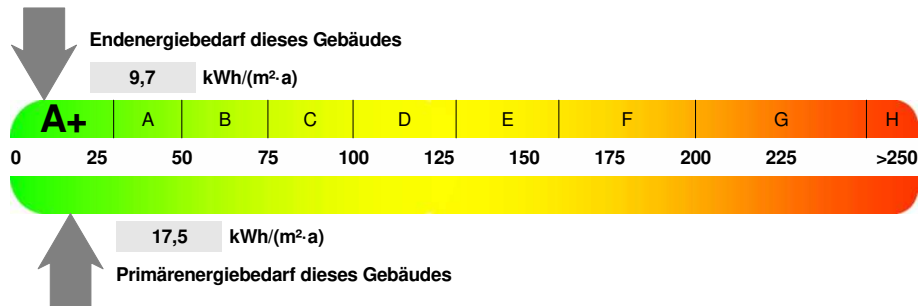 Endenergiebedarf dieses Gebäudes
9,7 kWh/(m²·a)
A+ A B C D E F G H
0 25 50 75 100 125 150 175 200 225 >250
17,5 kWh/(m²·a)
Primärenergiebedarf dieses Gebäudes